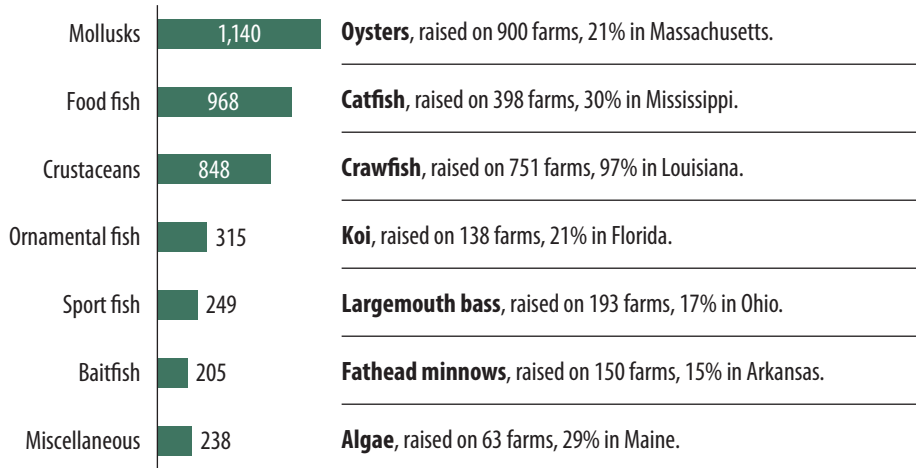 Mollusks 1,140 Oysters, raised on 900 farms, 21% in Massachusetts.
Food fish 968 Catfish, raised on 398 farms, 30% in Mississippi.
Crustaceans 848 Crawfish, raised on 751 farms, 97% in Louisiana.
Ornamental fish 315 Koi, raised on 138 farms, 21% in Florida.
Sport fish 249 Largemouth bass, raised on 193 farms, 17% in Ohio.
Baitfish 205 Fathead minnows, raised on 150 farms, 15% in Arkansas.
Miscellaneous 238 Algae, raised on 63 farms, 29% in Maine.